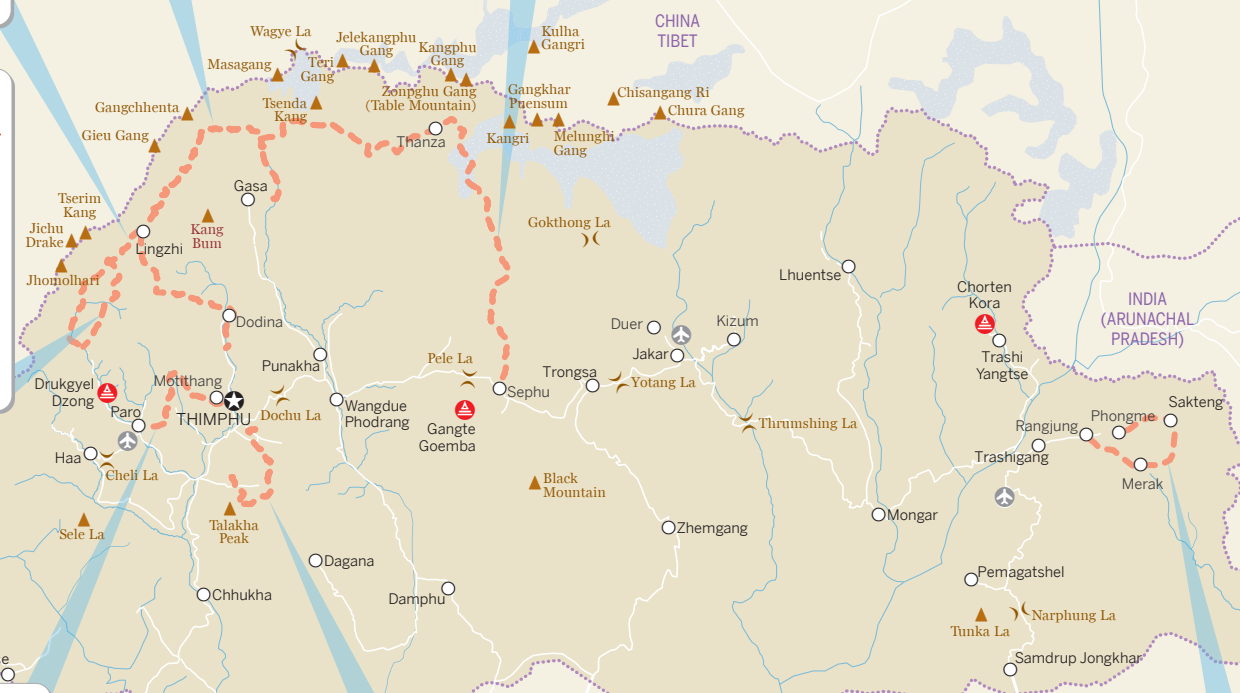 CHINA
TIBET
Wagye La
Jelekangphu
Gang
Kangphu
Gang
Kulha
Gangri
Masagang
Teri
Gang
Zonpghu Gang
(Table Mountain)
Gangkhar
Puensum
Chisangang Ri
Chura Gang
Tsenda
Kang
Gangchhenta
Gieu Gang
Thanza
Kangri
Melunghi
Gang
Tserim
Kang
Jichu
Drake
Jhomolhari
Gasa
Kang
Bum
Lingzhi
Gokthong La
Lhuentse
Chorten
Kora
INDIA
(ARUNACHAL
PRADESH)
Dodina
Duer
Kizum
Jakar
Trashi
Yangtse
Punakha
Pele La
Trongsa
Yotang La
Drukgyel
Dzong
Motithang
THIMPHU
Dochu La
Sephu
Wangdue
Phodrang
Gangte
Goemba
Thrumshing La
Paro
Haa
Cheli La
Sakteng
Phongme
Rangjung
Trashigang
Merak
Black
Mountain
Sele La
Talakha
Peak
Zhemgang
Mongar
Dagana
Chhukha
Damphu
Pemagatshel
Tunka La
Narphung La
Samdrup Jongkhar
e